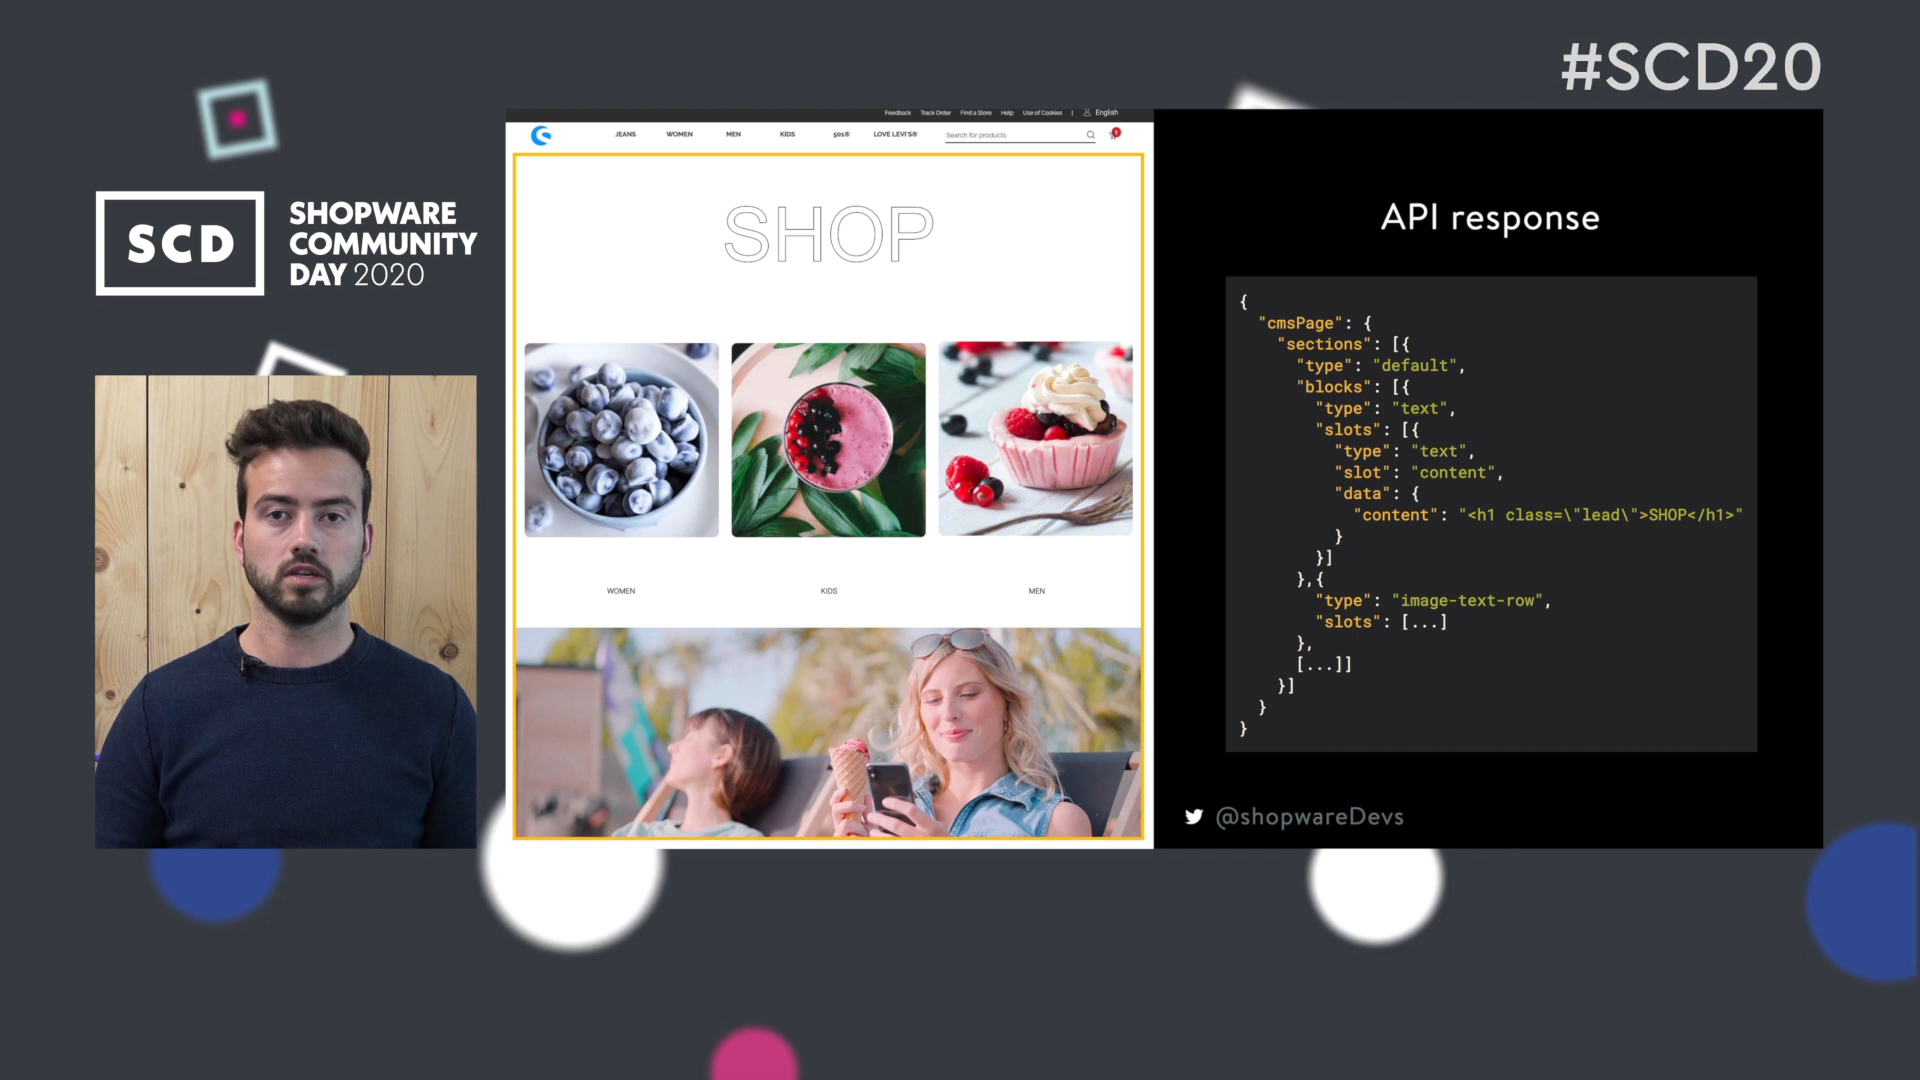 #SCD20
SCD
SHOPWARE
COMMUNITY
DAY 2020
Feedback Track Order Find a Store Help Use of Cookies | English
JEANS WOMEN MEN KIDS 501® LOVE LEVI'S® Search for products 1
SHOP
WOMEN KIDS MEN
API response
{
"cmsPage": {
"sections": [{
"type": "default",
"blocks": [{
"type": "text",
"slots": [{
"type": "text",
"slot": "content",
"data": {
"content": "<h1 class=\"lead\">SHOP</h1>"
}
}]
},{
"type": "image-text-row",
"slots": [...]
},
[...]]
}]
}
}
@shopwareDevs